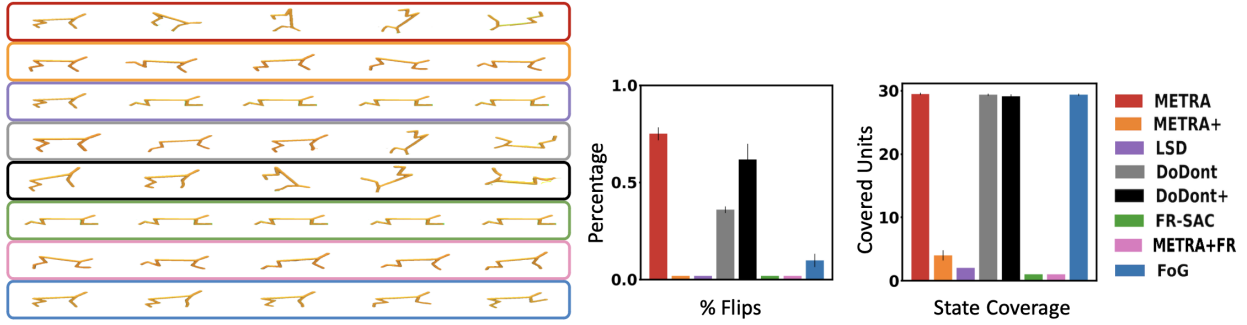 1.0
0.5
0.0
Percentage
% Flips
30
20
10
0
Covered Units
State Coverage
METRA
METRA+
LSD
DoDont
DoDont+
FR-SAC
METRA+FR
FoG